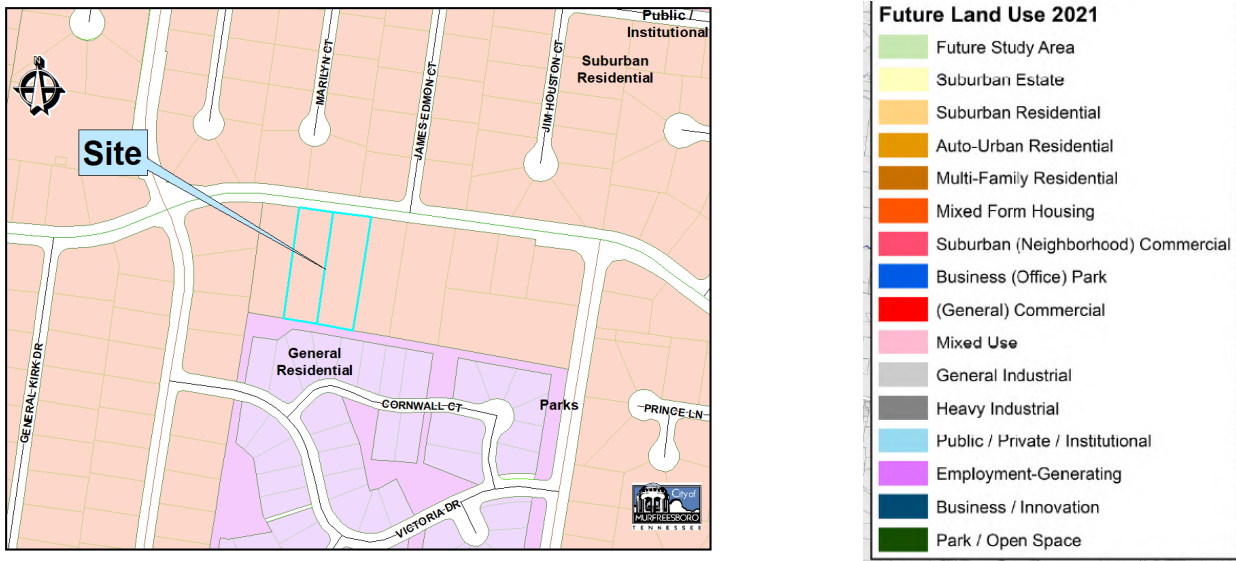 Public /
Institutional
Suburban
Residential
N
MARILYN CT
JAMES EDMON CT
JIM HOUSTON CT
Site
GENERAL KIRK DR
General
Residential
CORNWALL CT
Parks
PRINCE LN
VICTORIA DR
City of
MURFREESBORO
TENNESSEE
Future Land Use 2021
Future Study Area
Suburban Estate
Suburban Residential
Auto-Urban Residential
Multi-Family Residential
Mixed Form Housing
Suburban (Neighborhood) Commercial
Business (Office) Park
(General) Commercial
Mixed Use
General Industrial
Heavy Industrial
Public / Private / Institutional
Employment-Generating
Business / Innovation
Park / Open Space